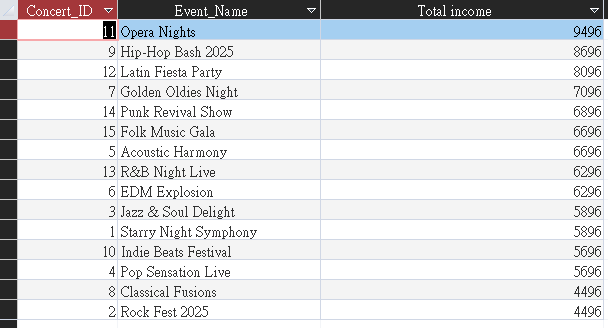 Concert_ID Event_Name Total income
11 Opera Nights 9496
9 Hip-Hop Bash 2025 8696
12 Latin Fiesta Party 8096
7 Golden Oldies Night 7096
14 Punk Revival Show 6896
15 Folk Music Gala 6696
5 Acoustic Harmony 6696
13 R&B Night Live 6296
6 EDM Explosion 6296
3 Jazz & Soul Delight 5896
1 Starry Night Symphony 5896
10 Indie Beats Festival 5696
4 Pop Sensation Live 5696
8 Classical Fusions 4496
2 Rock Fest 2025 4496